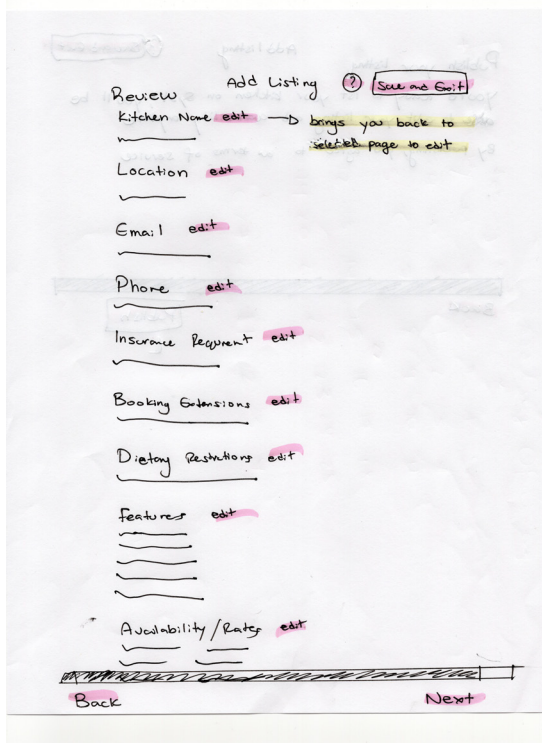 Add Listing ? Save and Exit
Review
Kitchen Name edit → brings you back to
selected page to edit
Location edit
Email edit
Phone edit
Insurance Requrent edit
Booking Extensions edit
Dietary Restrictions edit
Features edit
Availability / Rates edit
Back Next